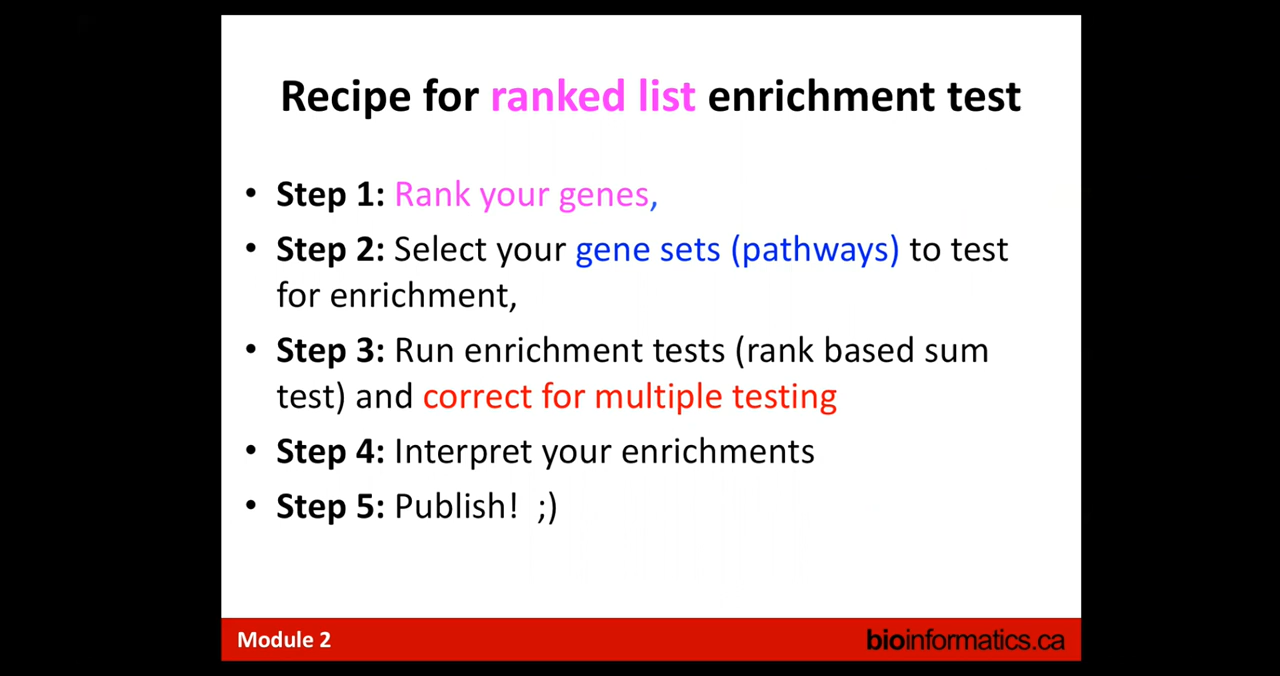 Recipe for ranked list enrichment test
• Step 1: Rank your genes,
• Step 2: Select your gene sets (pathways) to test
for enrichment,
• Step 3: Run enrichment tests (rank based sum
test) and correct for multiple testing
• Step 4: Interpret your enrichments
• Step 5: Publish!  ;)
Module 2
bioinformatics.ca